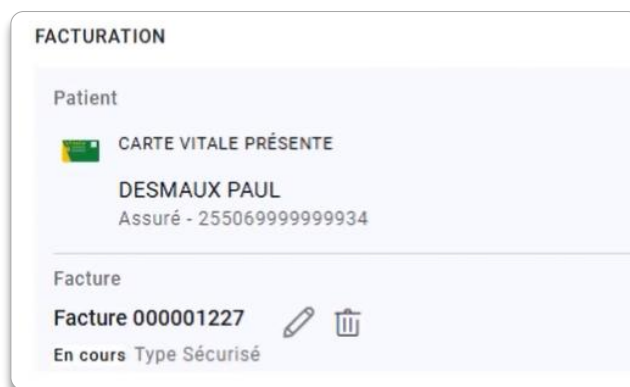 FACTURATION
Patient
CARTE VITALE PRÉSENTE
DESMAUX PAUL
Assuré - 255069999999934
Facture
Facture 000001227
En cours Type Sécurisé